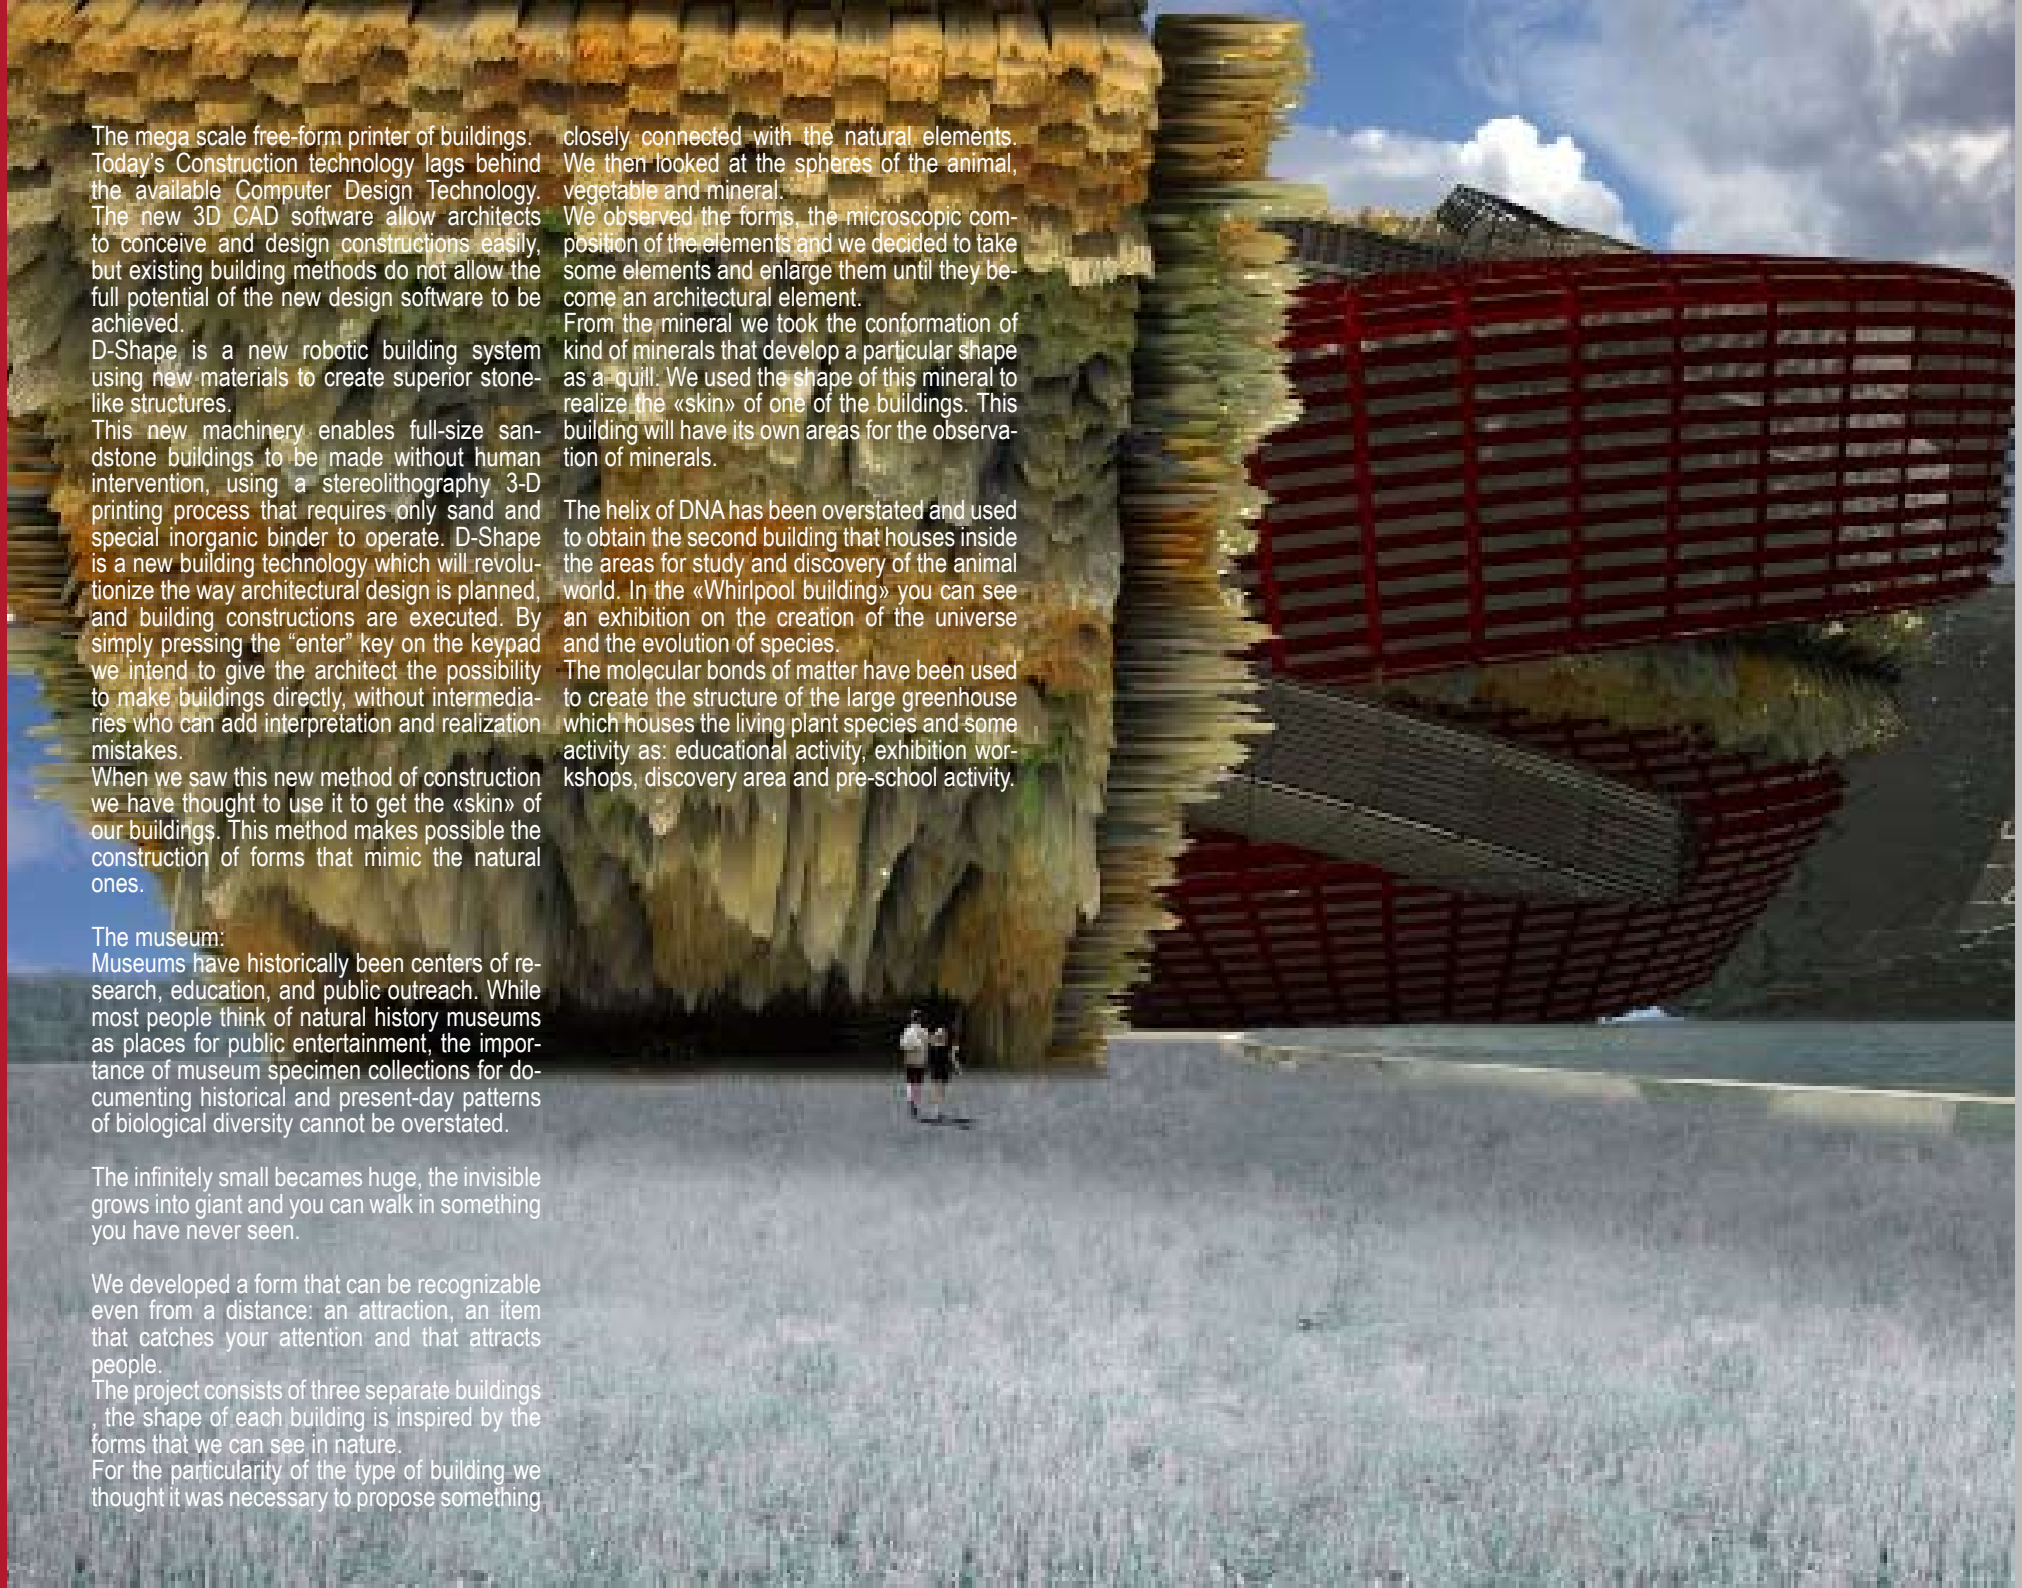 The mega scale free-form printer of buildings.
Today's Construction technology lags behind
the available Computer Design Technology.
The new 3D CAD software allow architects
to conceive and design constructions easily,
but existing building methods do not allow the
full potential of the new design software to be
achieved.
D-Shape is a new robotic building system
using new materials to create superior stone-
like structures.
This new machinery enables full-size san-
dstone buildings to be made without human
intervention, using a stereolithography 3-D
printing process that requires only sand and
special inorganic binder to operate. D-Shape
is a new building technology which will revolu-
tionize the way architectural design is planned,
and building constructions are executed. By
simply pressing the “enter” key on the keypad
we intend to give the architect the possibility
to make buildings directly, without intermedia-
ries who can add interpretation and realization
mistakes.
When we saw this new method of construction
we have thought to use it to get the «skin» of
our buildings. This method makes possible the
construction of forms that mimic the natural
ones.
The museum:
Museums have historically been centers of re-
search, education, and public outreach. While
most people think of natural history museums
as places for public entertainment, the impor-
tance of museum specimen collections for do-
cumenting historical and present-day patterns
of biological diversity cannot be overstated.
The infinitely small becames huge, the invisible
grows into giant and you can walk in something
you have never seen.
We developed a form that can be recognizable
even from a distance: an attraction, an item
that catches your attention and that attracts
people.
The project consists of three separate buildings
, the shape of each building is inspired by the
forms that we can see in nature.
For the particularity of the type of building we
thought it was necessary to propose something
closely connected with the natural elements.
We then looked at the spheres of the animal,
vegetable and mineral.
We observed the forms, the microscopic com-
position of the elements and we decided to take
some elements and enlarge them until they be-
come an architectural element.
From the mineral we took the conformation of
kind of minerals that develop a particular shape
as a quill. We used the shape of this mineral to
realize the «skin» of one of the buildings. This
building will have its own areas for the observa-
tion of minerals.
The helix of DNA has been overstated and used
to obtain the second building that houses inside
the areas for study and discovery of the animal
world. In the «Whirlpool building» you can see
an exhibition on the creation of the universe
and the evolution of species.
The molecular bonds of matter have been used
to create the structure of the large greenhouse
which houses the living plant species and some
activity as: educational activity, exhibition wor-
kshops, discovery area and pre-school activity.